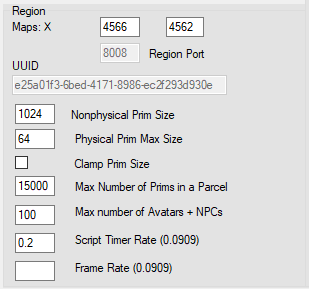 Region
Maps: X 4566 4562
8008 Region Port
UUID
e25a01f3-6bed-4171-8986-ec2f293d930e
1024 Nonphysical Prim Size
64 Physical Prim Max Size
Clamp Prim Size
15000 Max Number of Prims in a Parcel
100 Max number of Avatars + NPCs
0.2 Script Timer Rate (0.0909)
Frame Rate (0.0909)